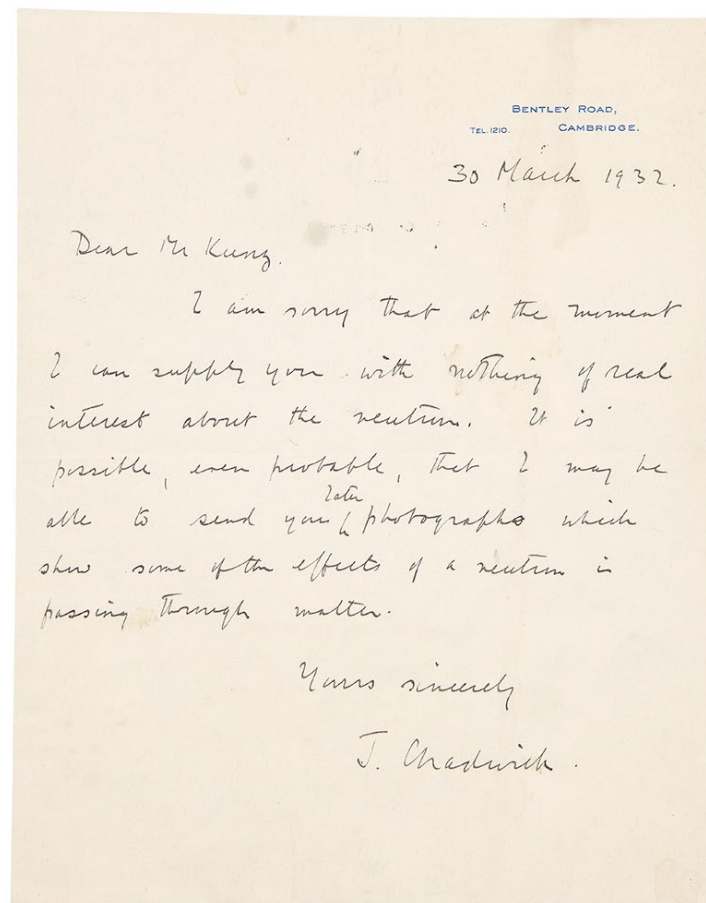 BENTLEY ROAD,
TEL. 1210. CAMBRIDGE.
30 March 1932.
Dear Mr Kunz.
I am sorry that at the moment
I can supply you with nothing of real
interest about the neutron. It is
possible, even probable, that I may be
able to send you later photographs which
show some of the effects of a neutron in
passing through matter.
Yours sincerely
J. Chadwick.